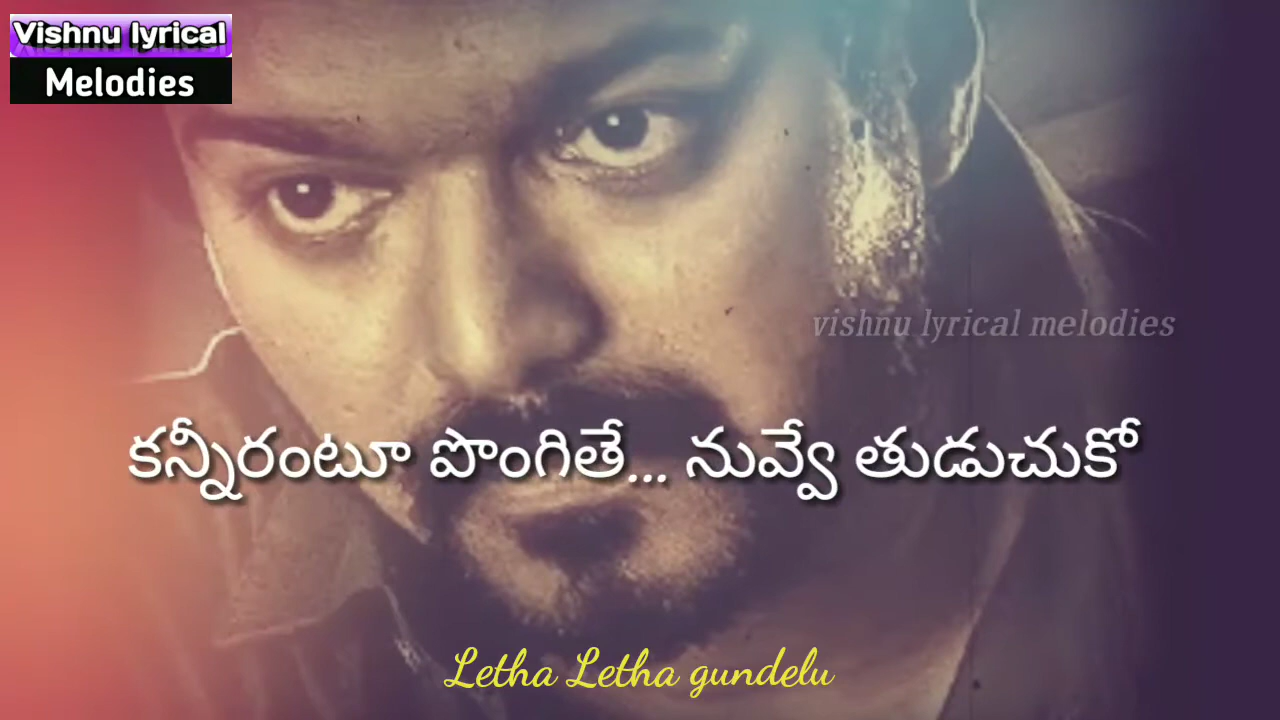 Vishnu lyrical
Melodies
vishnu lyrical melodies
కన్నీరంటూ పొంగితే... నువ్వే తుడుచుకో
Letha Letha gundelu